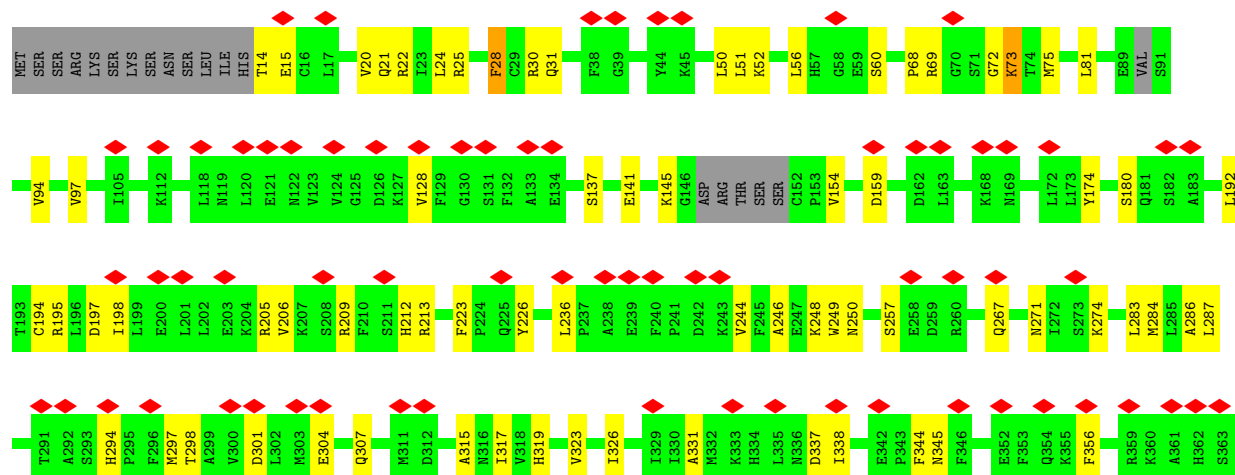 MET SER SER ARG LYS SER LYS SER ASN SER LEU ILE HIS T14 E15 C16 L17 V20 Q21 R22 I23 L24 R25 F28 C29 R30 Q31 F38 G39 Y44 K45 L50 L51 K52 L56 H57 G58 E59 S60 P68 R69 G70 S71 G72 K73 T74 M75 L81 E89 VAL S91
V94 V97 I105 K112 L118 N119 L120 E121 N122 V123 V124 G125 D126 K127 V128 F129 G130 S131 F132 A133 E134 S137 E141 K145 G146 ASP ARG THR SER SER C152 P153 V154 D159 D162 L163 K168 N169 L172 L173 Y174 S180 Q181 S182 A183 L192
T193 C194 R195 L196 D197 I198 L199 E200 L201 L202 E203 K204 R205 V206 K207 S208 R209 F210 S211 H212 R213 F223 P224 Q225 Y226 L236 P237 A238 E239 F240 P241 D242 K243 V244 F245 A246 E247 K248 W249 N250 S257 E258 D259 R260 Q267 N271 I272 S273 K274 L283 M284 L285 A286 L287
T291 A292 S293 H294 P295 F296 M297 T298 A299 V300 D301 L302 M303 E304 Q307 M311 D312 A315 N316 I317 V318 H319 V323 I326 I329 I330 A331 M332 K333 H334 L335 N336 D337 I338 E342 P343 F344 N345 F346 E352 F353 Q354 K355 F356 R359 K360 A361 H362 S363